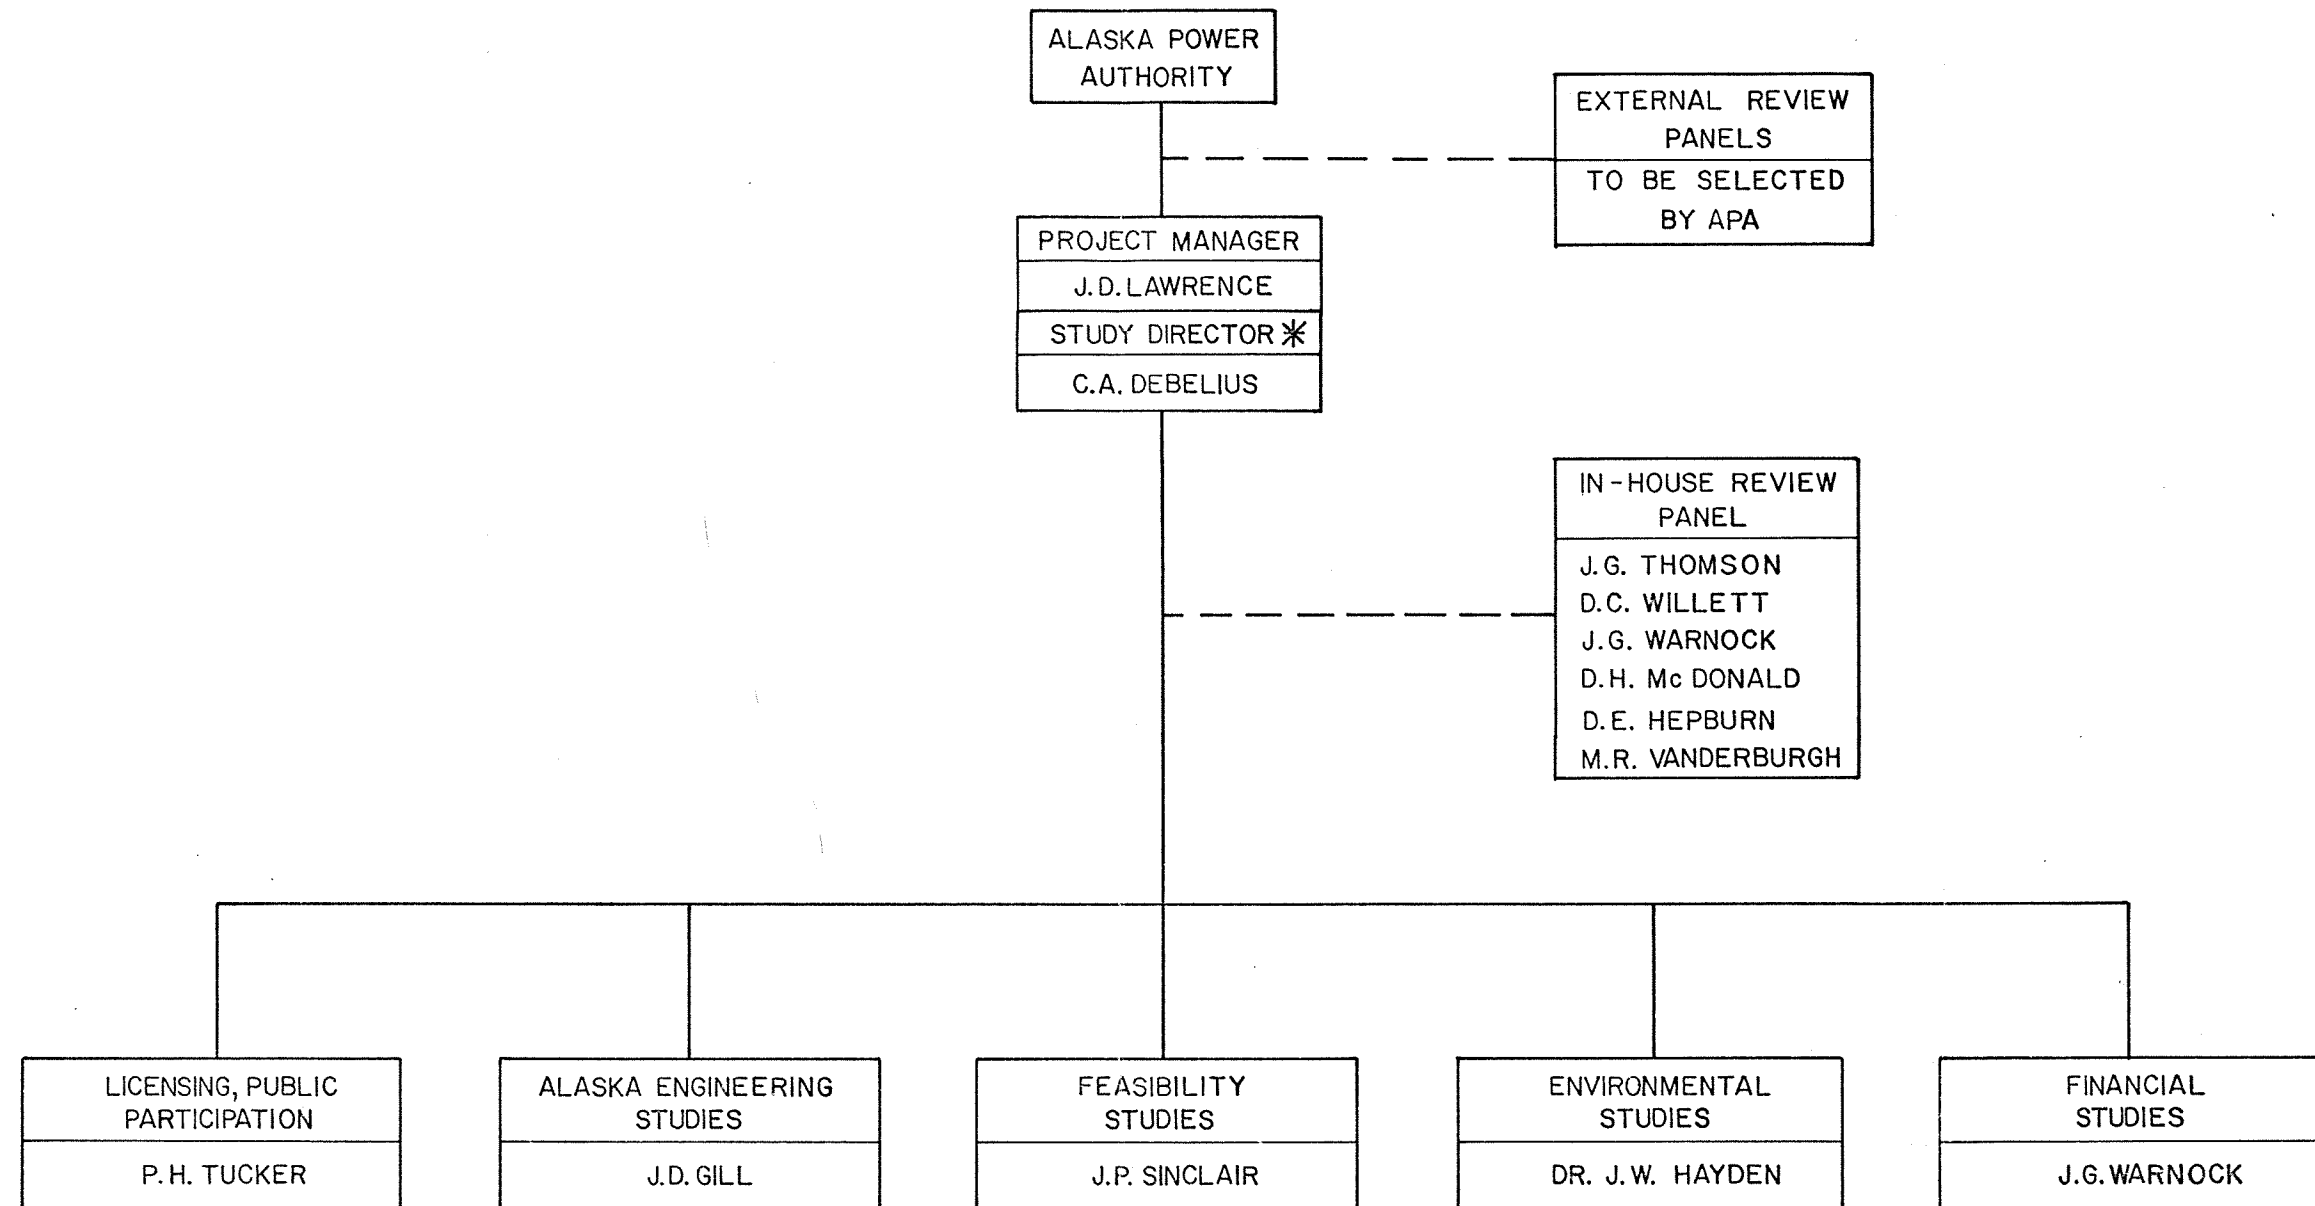 ALASKA POWER
AUTHORITY
EXTERNAL REVIEW
PANELS
TO BE SELECTED
BY APA
PROJECT MANAGER
J.D. LAWRENCE
STUDY DIRECTOR *
C.A. DEBELIUS
IN-HOUSE REVIEW
PANEL
J.G. THOMSON
D.C. WILLETT
J.G. WARNOCK
D.H. Mc DONALD
D.E. HEPBURN
M.R. VANDERBURGH
LICENSING, PUBLIC
PARTICIPATION
P.H. TUCKER
ALASKA ENGINEERING
STUDIES
J.D. GILL
FEASIBILITY
STUDIES
J.P. SINCLAIR
ENVIRONMENTAL
STUDIES
DR. J.W. HAYDEN
FINANCIAL
STUDIES
J.G. WARNOCK